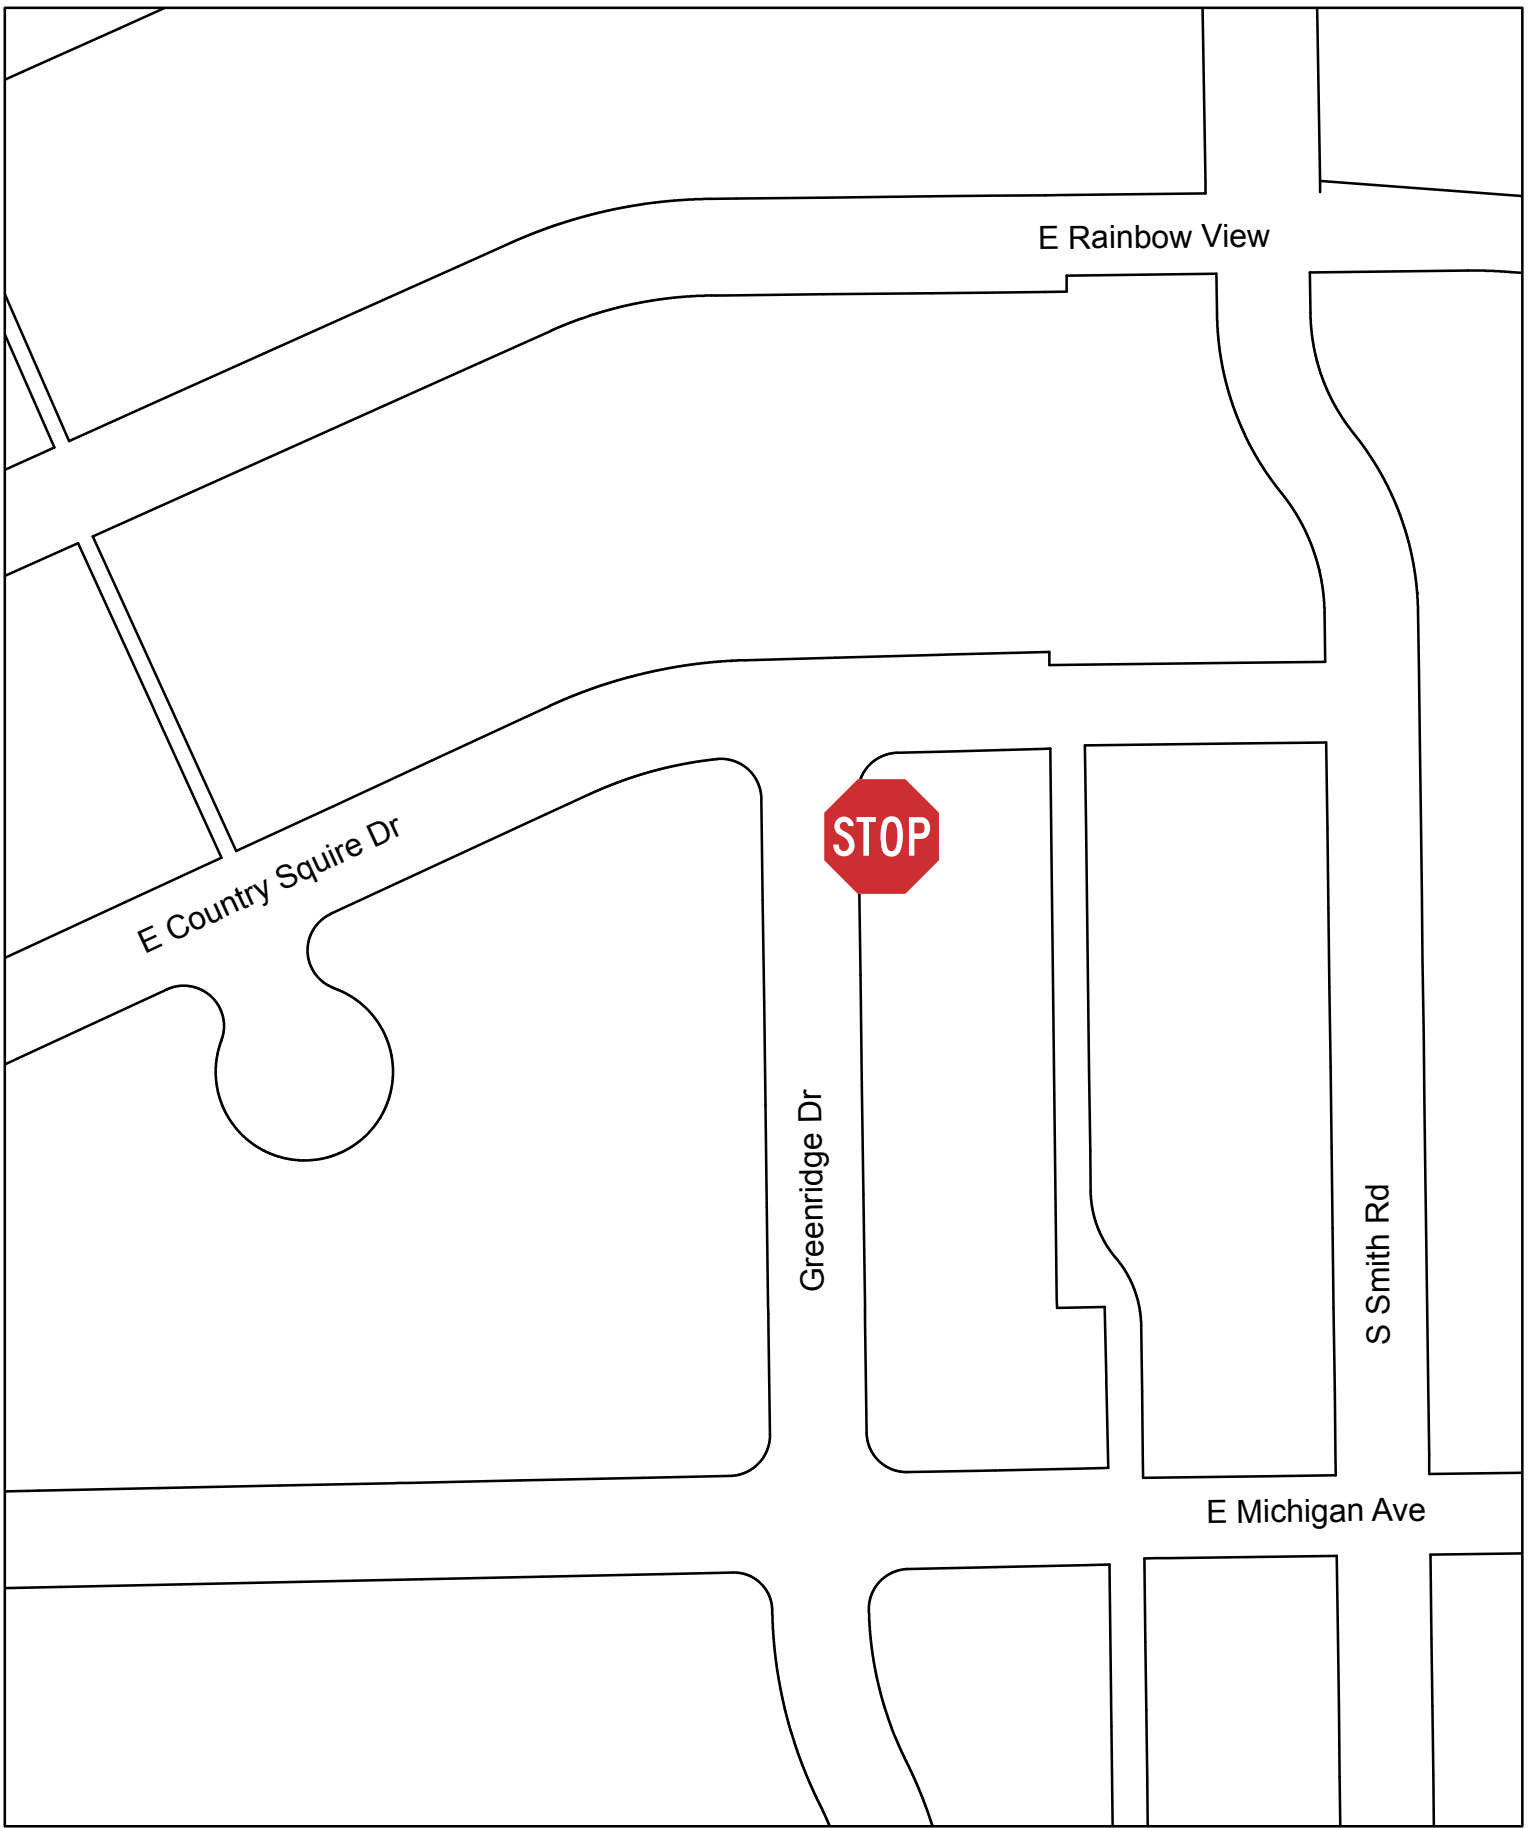 E Rainbow View
STOP
E Country Squire Dr
Greenridge Dr
S Smith Rd
E Michigan Ave